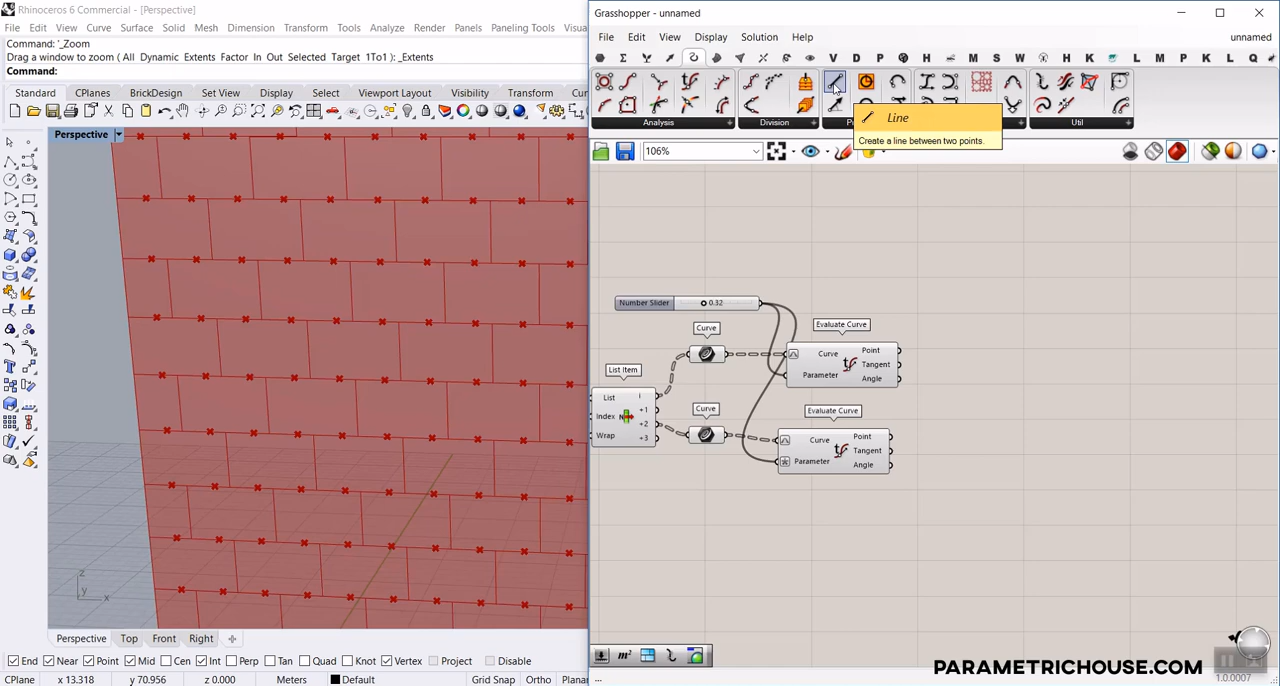 Rhinoceros 6 Commercial - [Perspective]
File Edit View Curve Surface Solid Mesh Dimension Transform Tools Analyze Render Panels Paneling Tools
Command: '_Zoom
Drag a window to zoom ( All Dynamic Extents Factor In Out Selected Target 1To1 ): _Extents
Command:
Standard CPlanes BrickDesign Set View Display Select Viewport Layout Visibility Transform
Perspective
z
y x
Perspective Top Front Right
End Near Point Mid Cen Int Perp Tan Quad Knot Vertex Project Disable
CPlane x 13.318 y 70.956 z 0.000 Meters Default Grid Snap Ortho Planar
Grasshopper - unnamed
File Edit View Display Solution Help unnamed
V D P H M P S W M P L Q
Analysis Division Util
Line
Create a line between two points.
106%
Number Slider 0.32
Curve
Evaluate Curve
Curve Parameter Point Tangent Angle
List Item
List Index Wrap i +1 +2 +3
Curve
Evaluate Curve
Curve Parameter Point Tangent Angle
PARAMETRICHOUSE.COM
1.0.0007